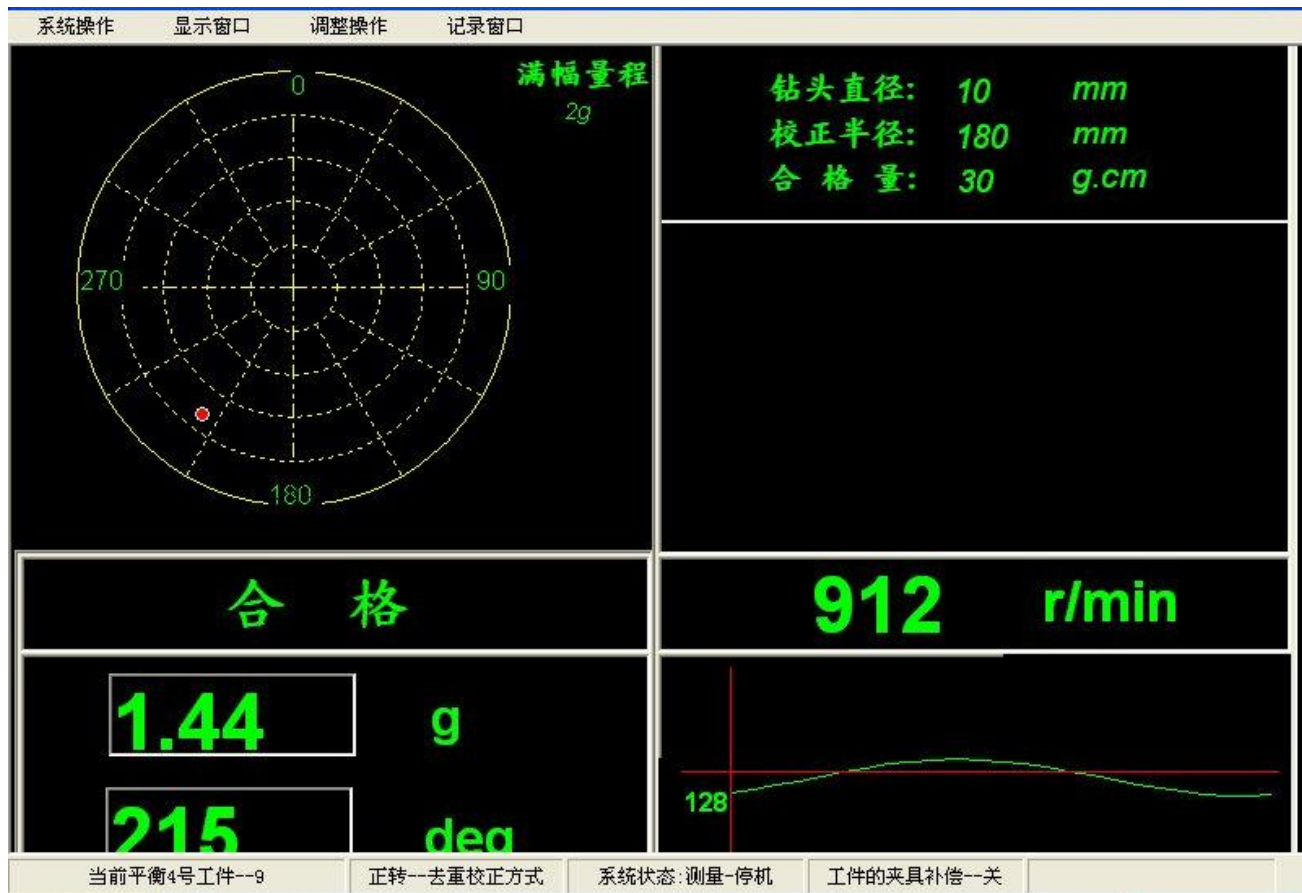 系统操作 显示窗口 调整操作 记录窗口
满幅量程
2g
0
270
90
180
钻头直径: 10 mm
校正半径: 180 mm
合格量: 30 g.cm
合格
912 r/min
1.44 g
215 deg
128
当前平衡4号工件--9 正转--去重校正方式 系统状态:测量-停机 工件的夹具补偿--关